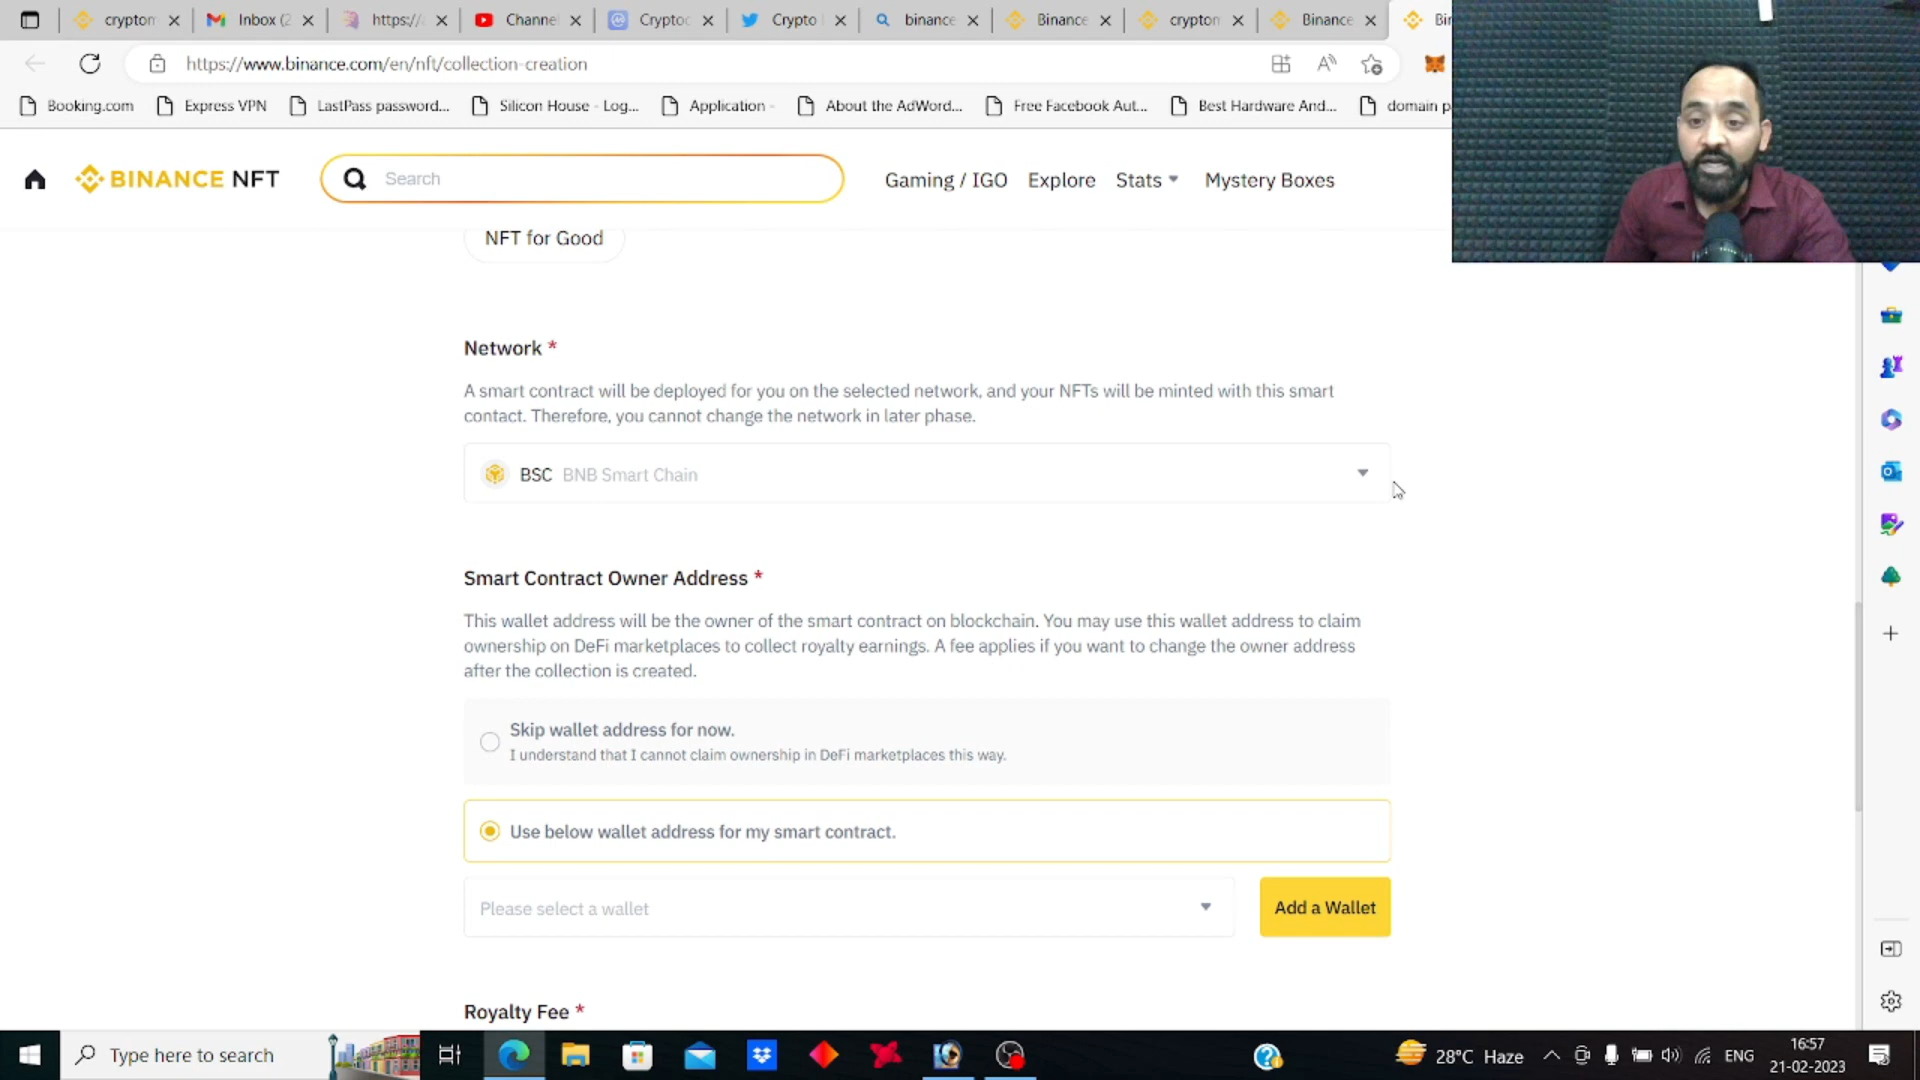 cryptom
Inbox (2
https://
Channe
Cryptoc
Crypto
binance
Binance
cryptom
Binance
Bi
https://www.binance.com/en/nft/collection-creation
Booking.com
Express VPN
LastPass password...
Silicon House - Log...
Application -
About the AdWord...
Free Facebook Aut...
Best Hardware And...
domain p
BINANCE NFT
Search
Gaming / IGO
Explore
Stats
Mystery Boxes
NFT for Good
Network *
A smart contract will be deployed for you on the selected network, and your NFTs will be minted with this smart
contact. Therefore, you cannot change the network in later phase.
BSC BNB Smart Chain
Smart Contract Owner Address *
This wallet address will be the owner of the smart contract on blockchain. You may use this wallet address to claim
ownership on DeFi marketplaces to collect royalty earnings. A fee applies if you want to change the owner address
after the collection is created.
Skip wallet address for now.
I understand that I cannot claim ownership in DeFi marketplaces this way.
Use below wallet address for my smart contract.
Please select a wallet
Add a Wallet
Royalty Fee *
Type here to search
28°C Haze
ENG
16:57
21-02-2023